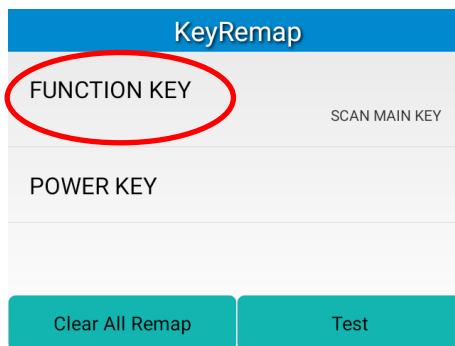 KeyRemap
FUNCTION KEY
SCAN MAIN KEY
POWER KEY
Clear All Remap
Test